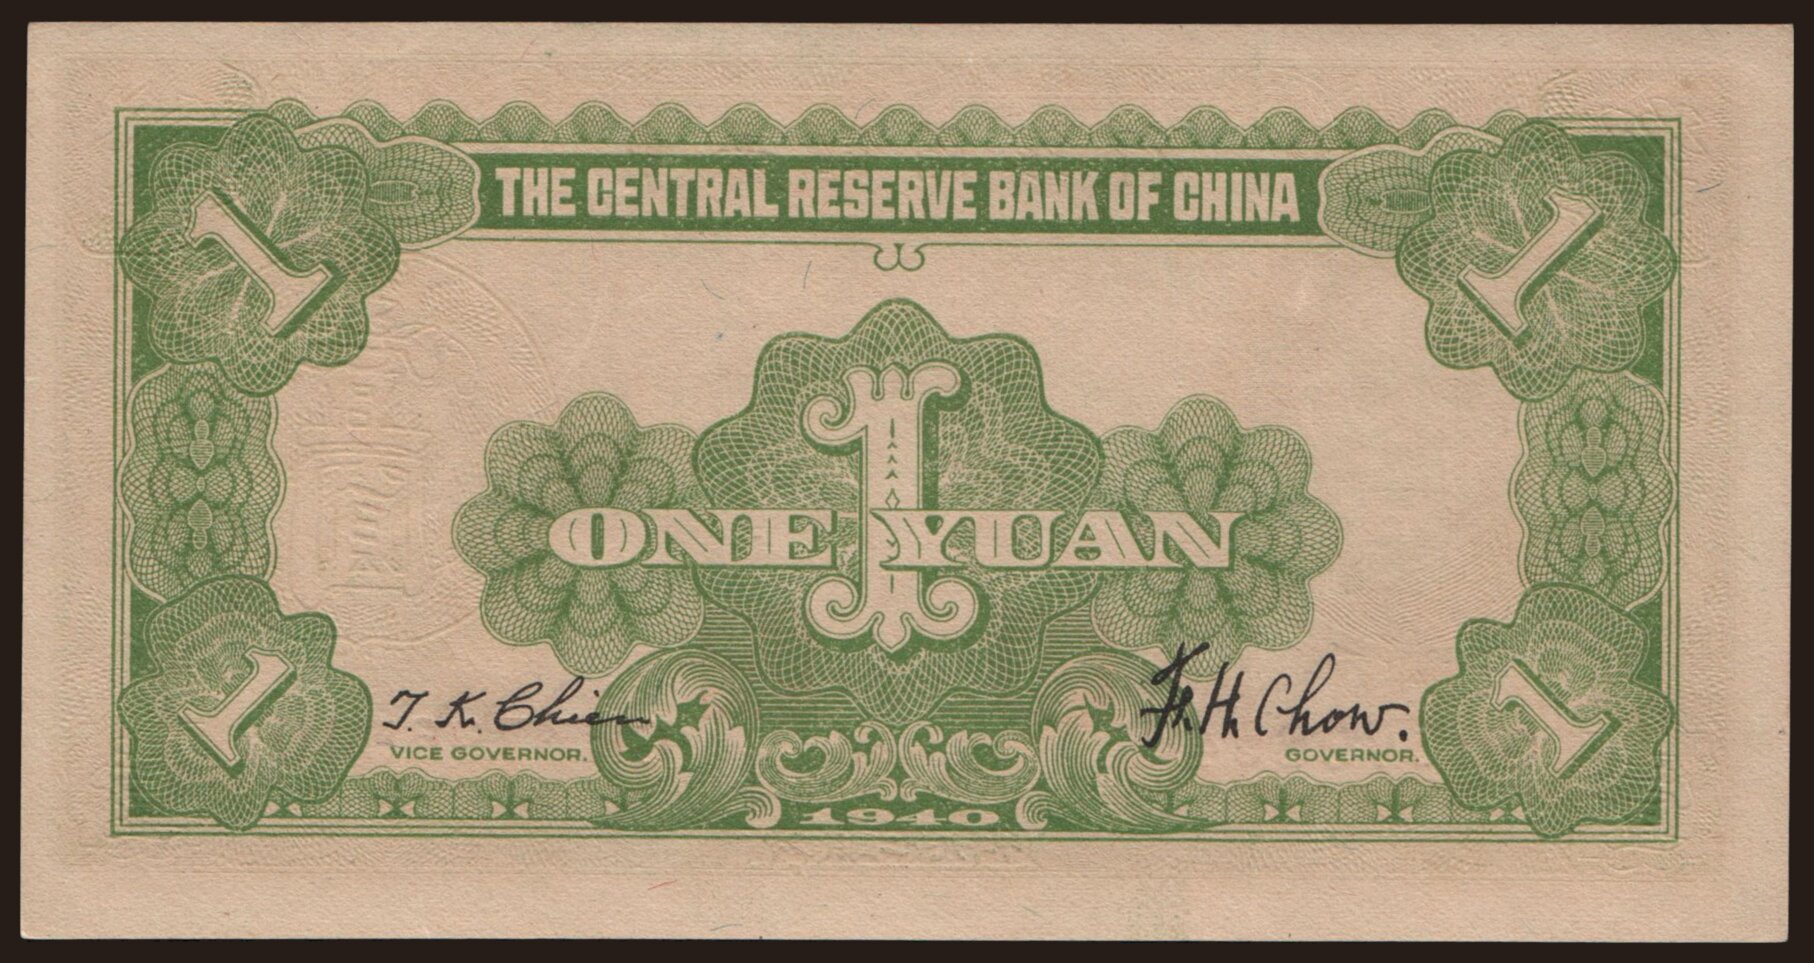 THE CENTRAL RESERVE BANK OF CHINA
1 1
1
ONE YUAN
T. K. Chien F. H. Chow.
VICE GOVERNOR. GOVERNOR.
1 1
1940